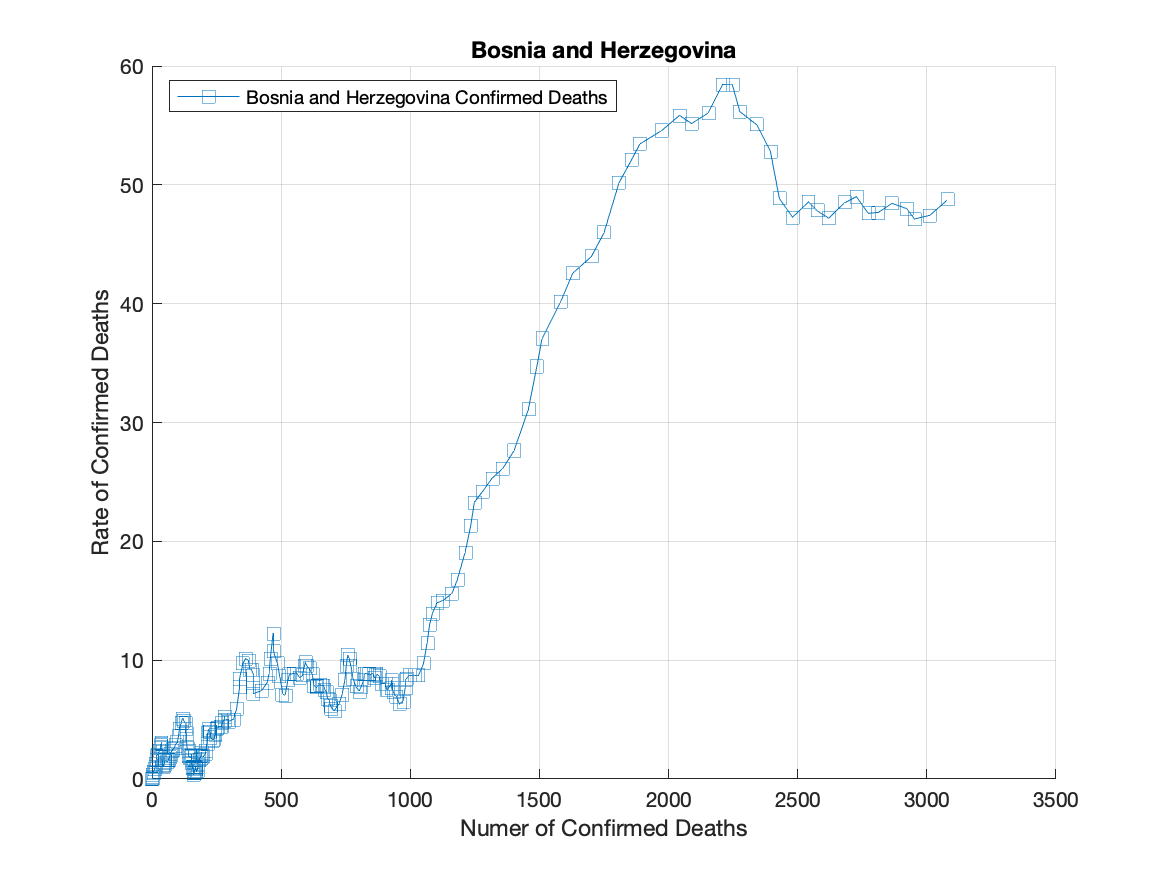 Bosnia and Herzegovina
Bosnia and Herzegovina Confirmed Deaths
60
50
40
30
20
10
0
Rate of Confirmed Deaths
0 500 1000 1500 2000 2500 3000 3500
Numer of Confirmed Deaths